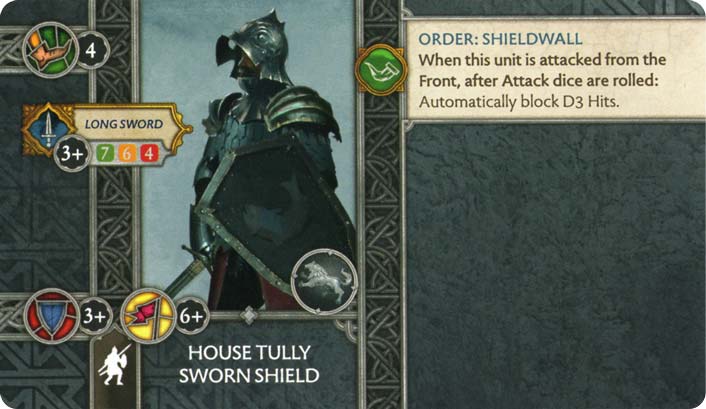 4
LONG SWORD
3+ 7 6 4
3+ 6+
HOUSE TULLY
SWORN SHIELD
ORDER: SHIELDWALL
When this unit is attacked from the
Front, after Attack dice are rolled:
Automatically block D3 Hits.